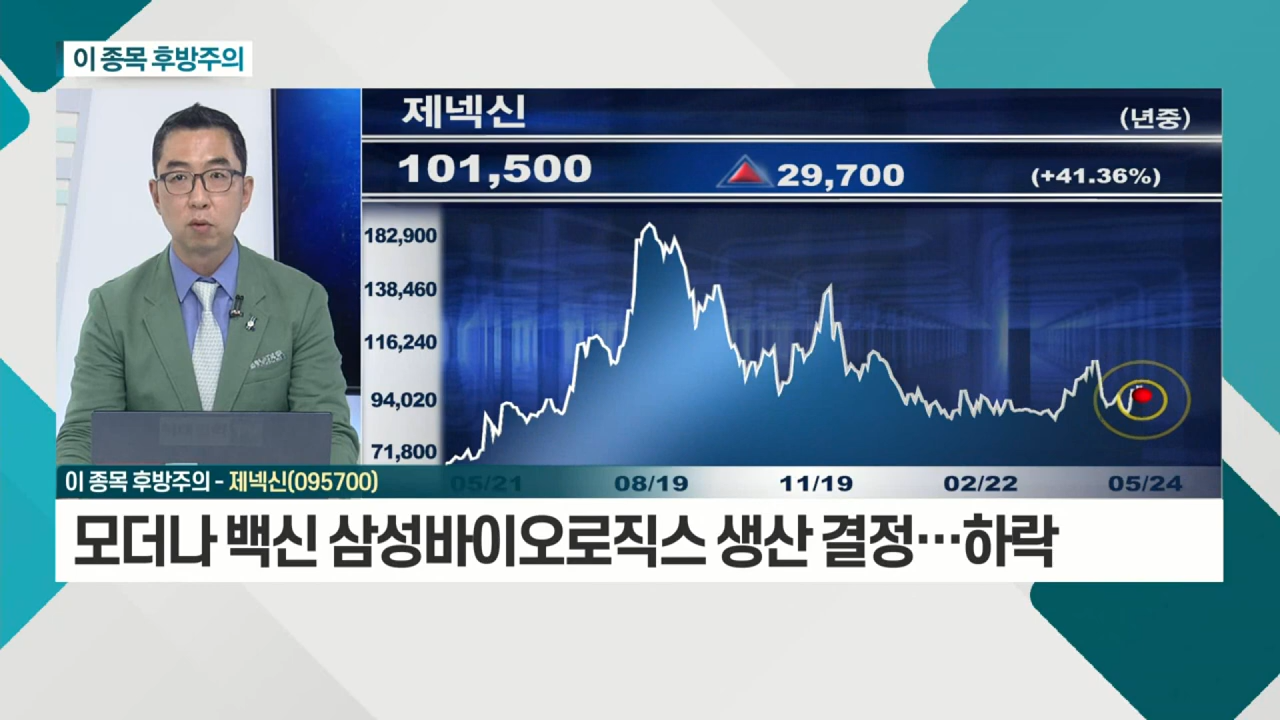 이 종목 후방주의
제넥신
(년중)
101,500
29,700
(+41.36%)
182,900
138,460
116,240
94,020
71,800
05/21
08/19
11/19
02/22
05/24
이 종목 후방주의 - 제넥신(095700)
모더나 백신 삼성바이오로직스 생산 결정…하락